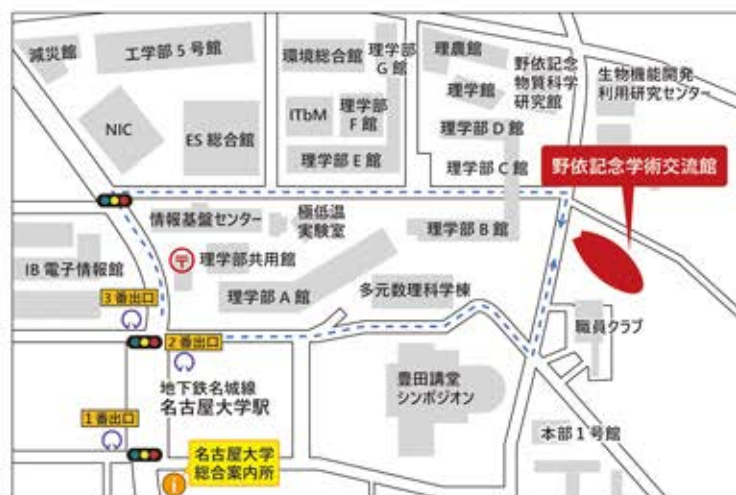 減災館
工学部5号館
環境総合館
理学部
G館
理農館
野依記念
物質科学
研究館
生物機能開発
利用研究センター
理学館
NIC
ES 総合館
ITbM
理学部
F館
理学部D館
理学部E館
理学部C館
野依記念学術交流館
情報基盤センター
極低温
実験室
理学部B館
〒
理学部共用館
IB 電子情報館
理学部A館
多元数理科学棟
3番出口
2番出口
職員クラブ
地下鉄名城線
名古屋大学駅
豊田講堂
シンポジオン
1番出口
本部1号館
名古屋大学
総合案内所
i